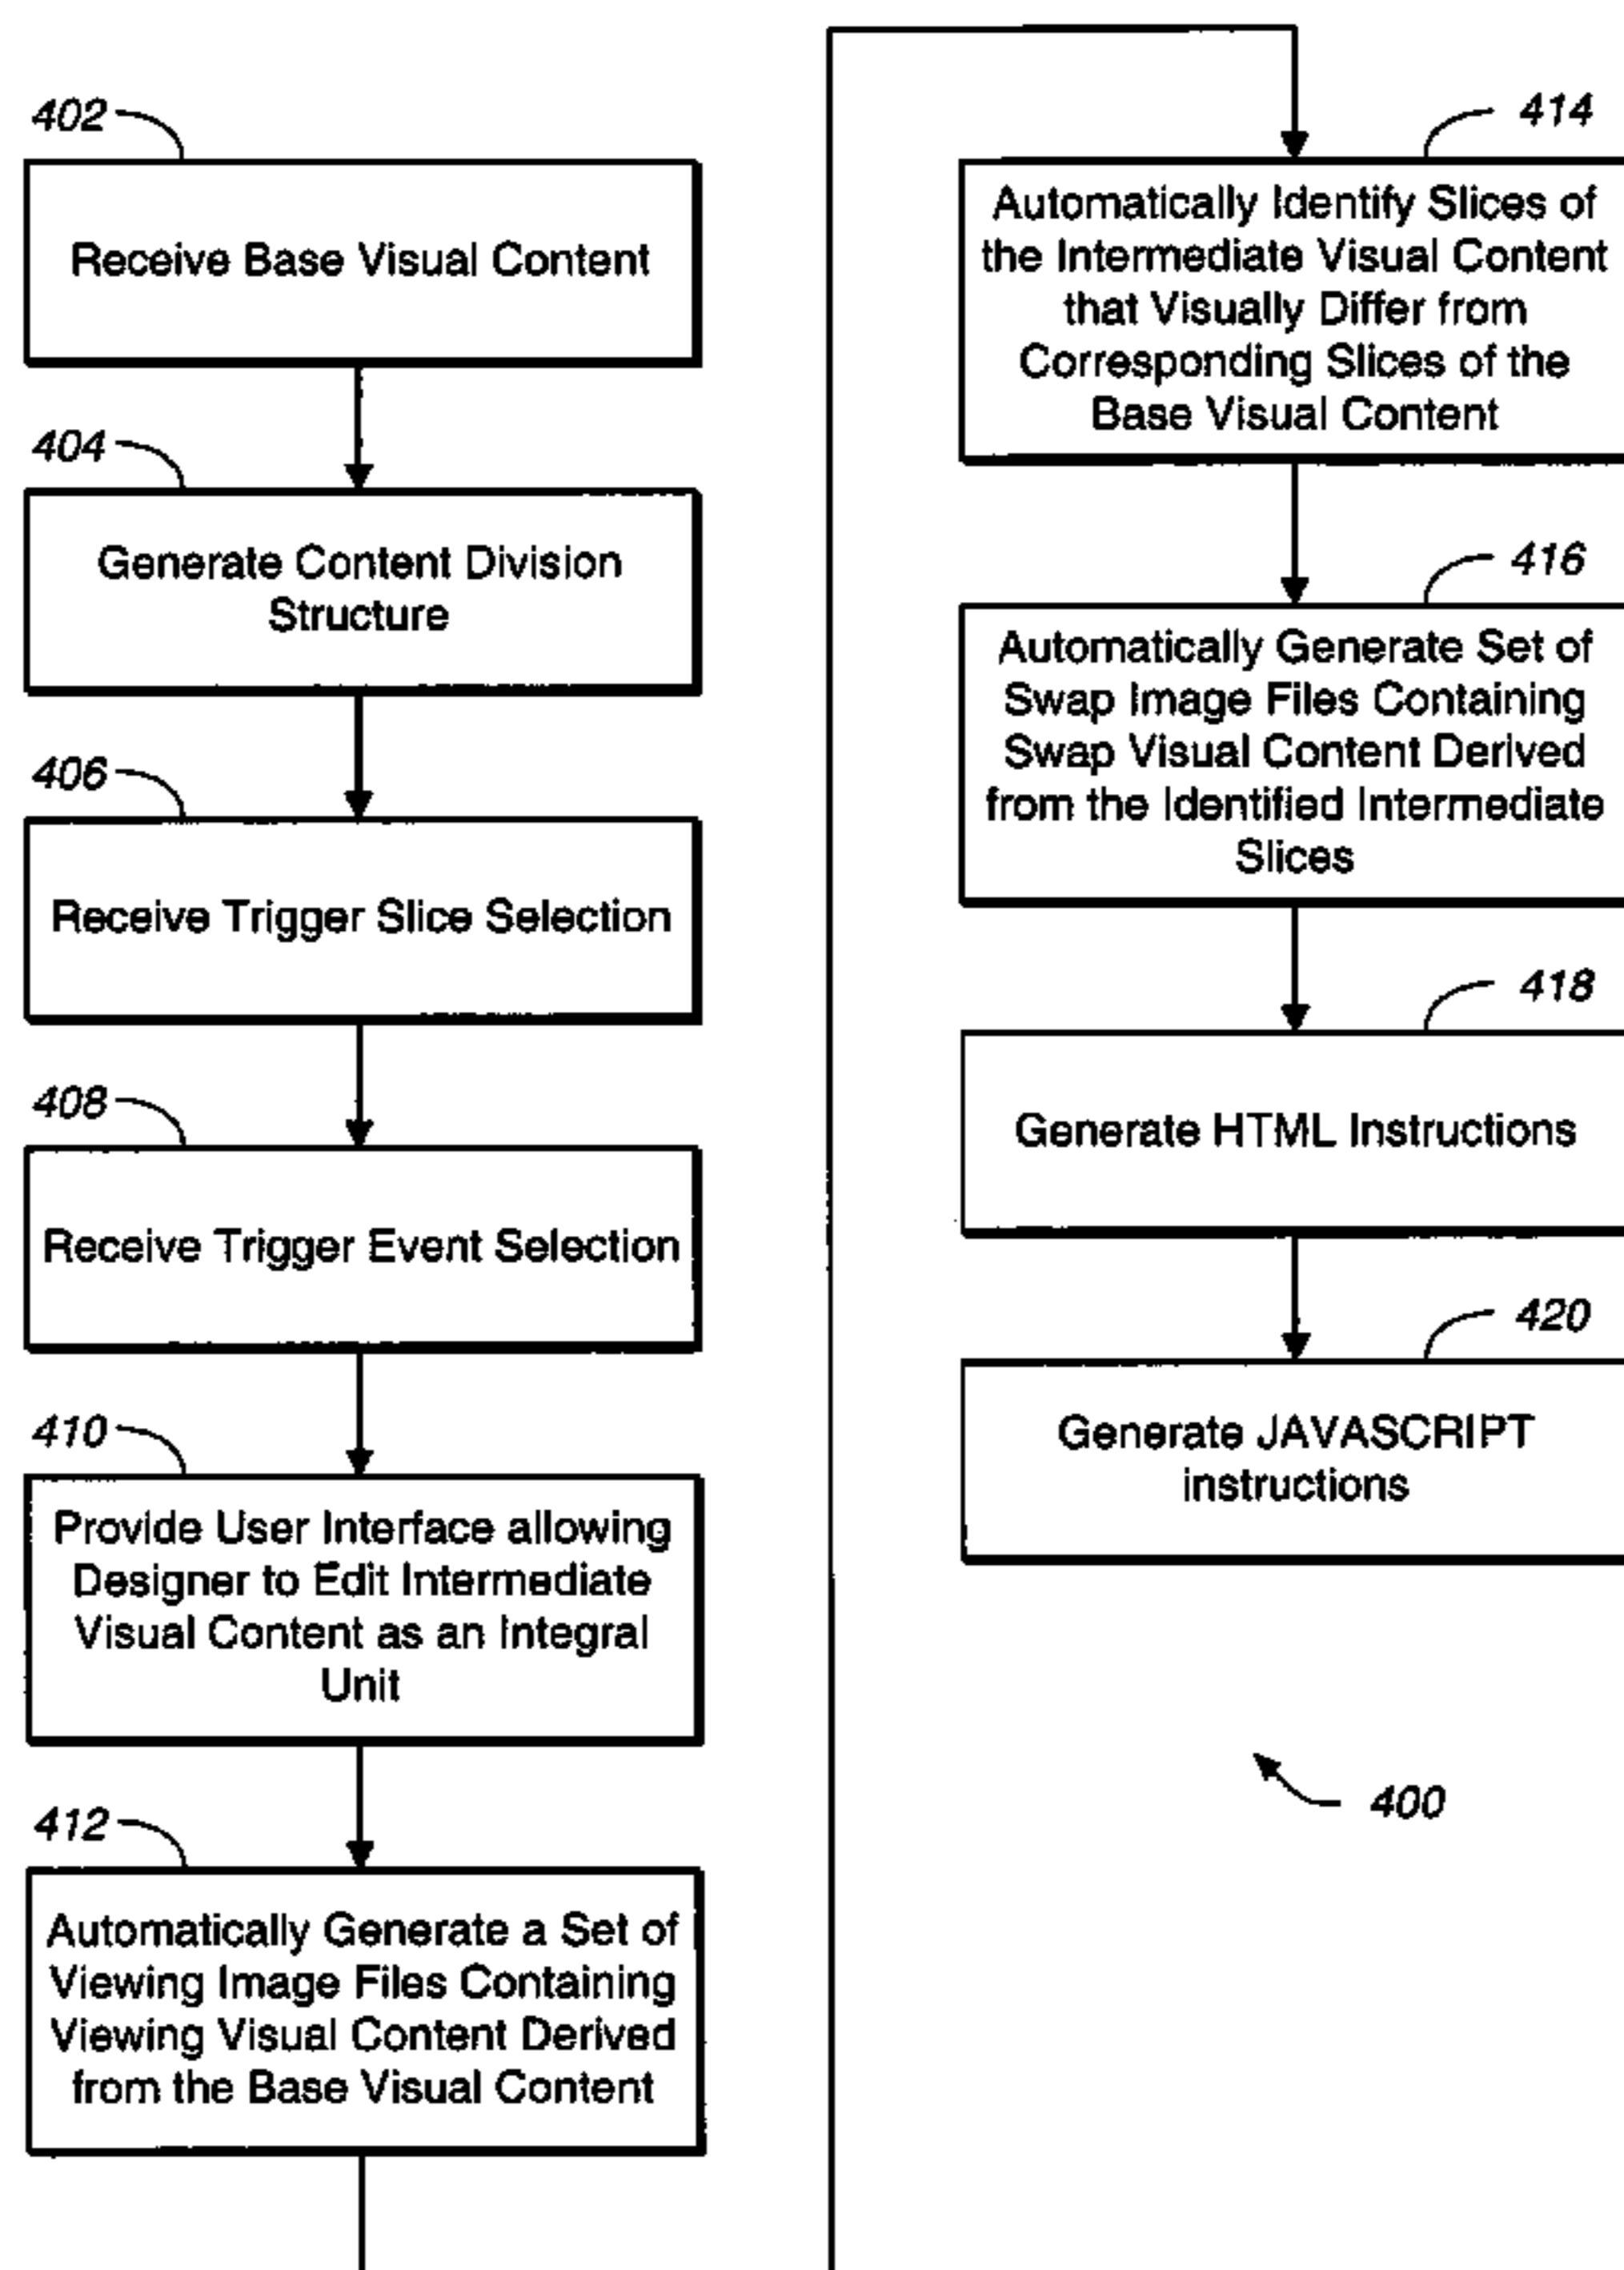 402
Receive Base Visual Content
404
Generate Content Division
Structure
406
Receive Trigger Slice Selection
408
Receive Trigger Event Selection
410
Provide User Interface allowing
Designer to Edit Intermediate
Visual Content as an Integral
Unit
412
Automatically Generate a Set of
Viewing Image Files Containing
Viewing Visual Content Derived
from the Base Visual Content
414
Automatically Identify Slices of
the Intermediate Visual Content
that Visually Differ from
Corresponding Slices of the
Base Visual Content
416
Automatically Generate Set of
Swap Image Files Containing
Swap Visual Content Derived
from the Identified Intermediate
Slices
418
Generate HTML Instructions
420
Generate JAVASCRIPT
instructions
400